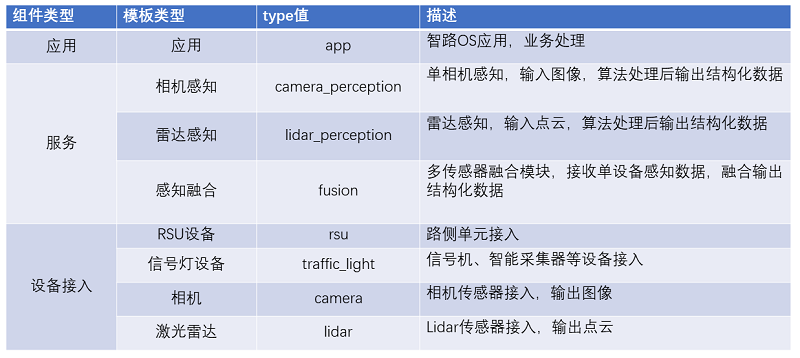 组件类型 模板类型 type值 描述
应用 应用 app 智路OS应用，业务处理
服务 相机感知 camera_perception 单相机感知，输入图像，算法处理后输出结构化数据
雷达感知 lidar_perception 雷达感知，输入点云，算法处理后输出结构化数据
感知融合 fusion 多传感器融合模块，接收单设备感知数据，融合输出
结构化数据
设备接入 RSU设备 rsu 路侧单元接入
信号灯设备 traffic_light 信号机、智能采集器等设备接入
相机 camera 相机传感器接入，输出图像
激光雷达 lidar Lidar传感器接入，输出点云